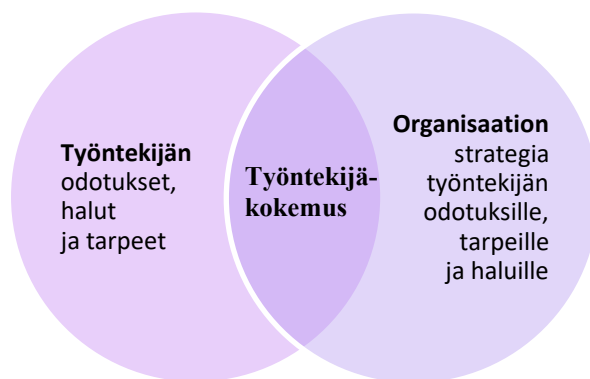 Työntekijän
odotukset,
halut
ja tarpeet
Työntekijä-
kokemus
Organisaation
strategia
työntekijän
odotuksille,
tarpeille
ja haluille